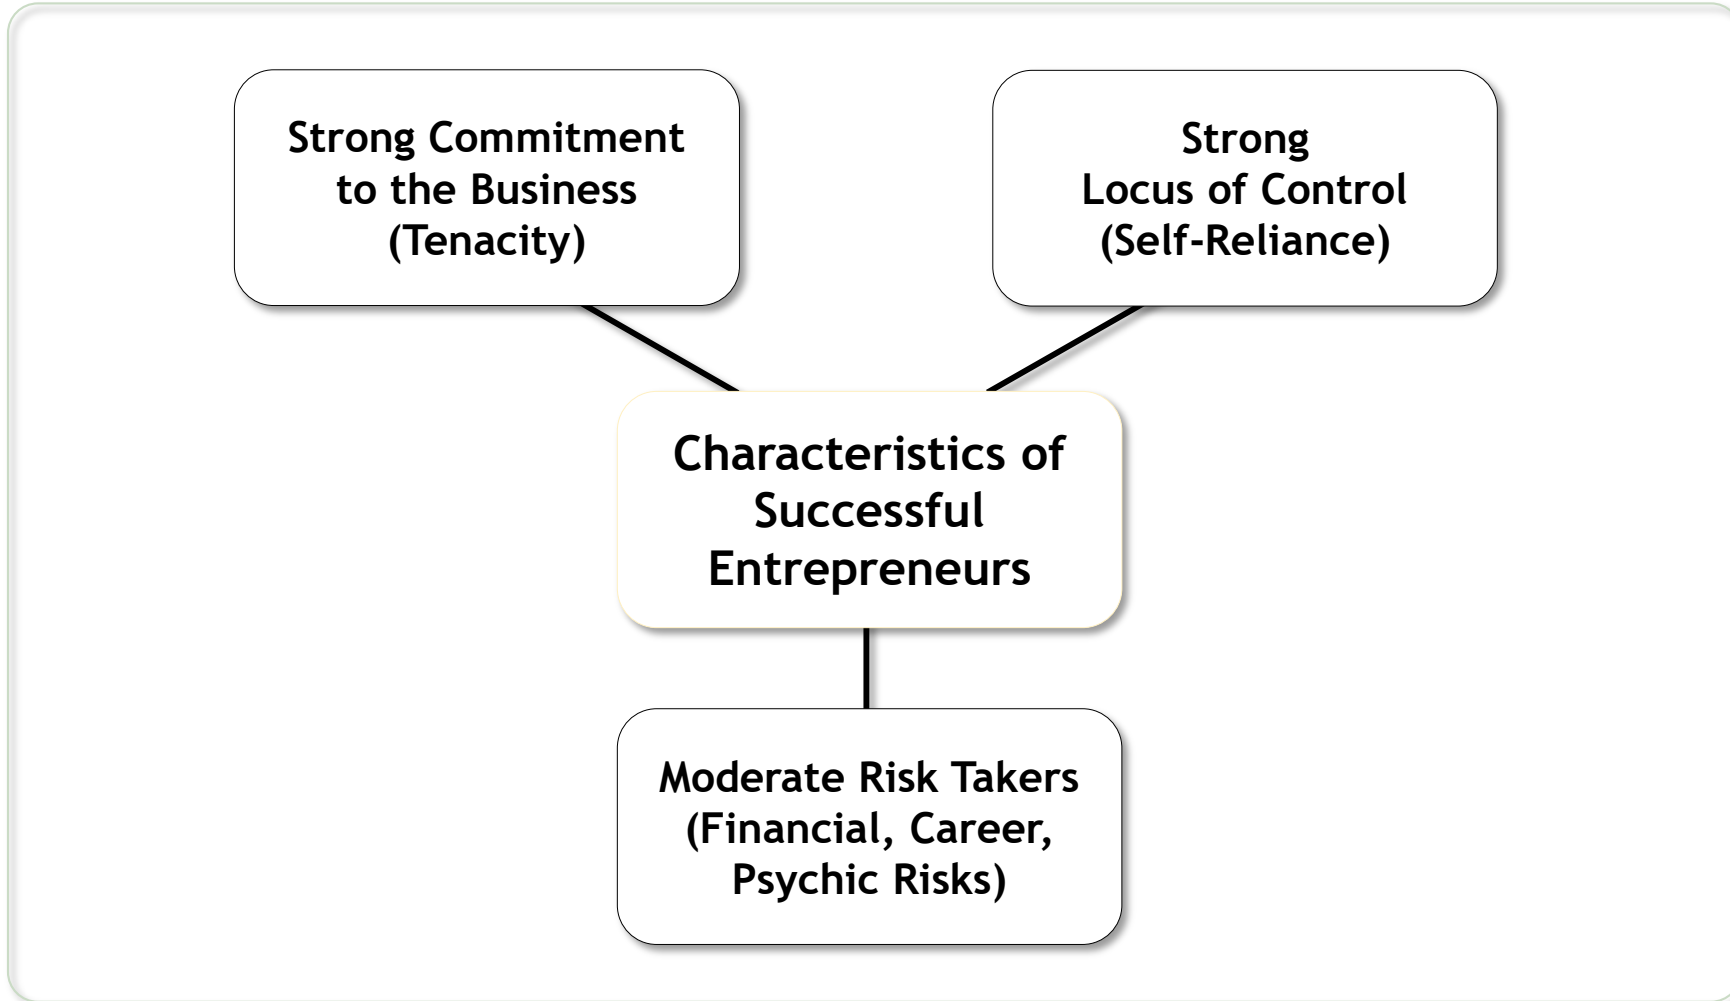 Strong Commitment
to the Business
(Tenacity)
Strong
Locus of Control
(Self-Reliance)
Characteristics of
Successful
Entrepreneurs
Moderate Risk Takers
(Financial, Career,
Psychic Risks)